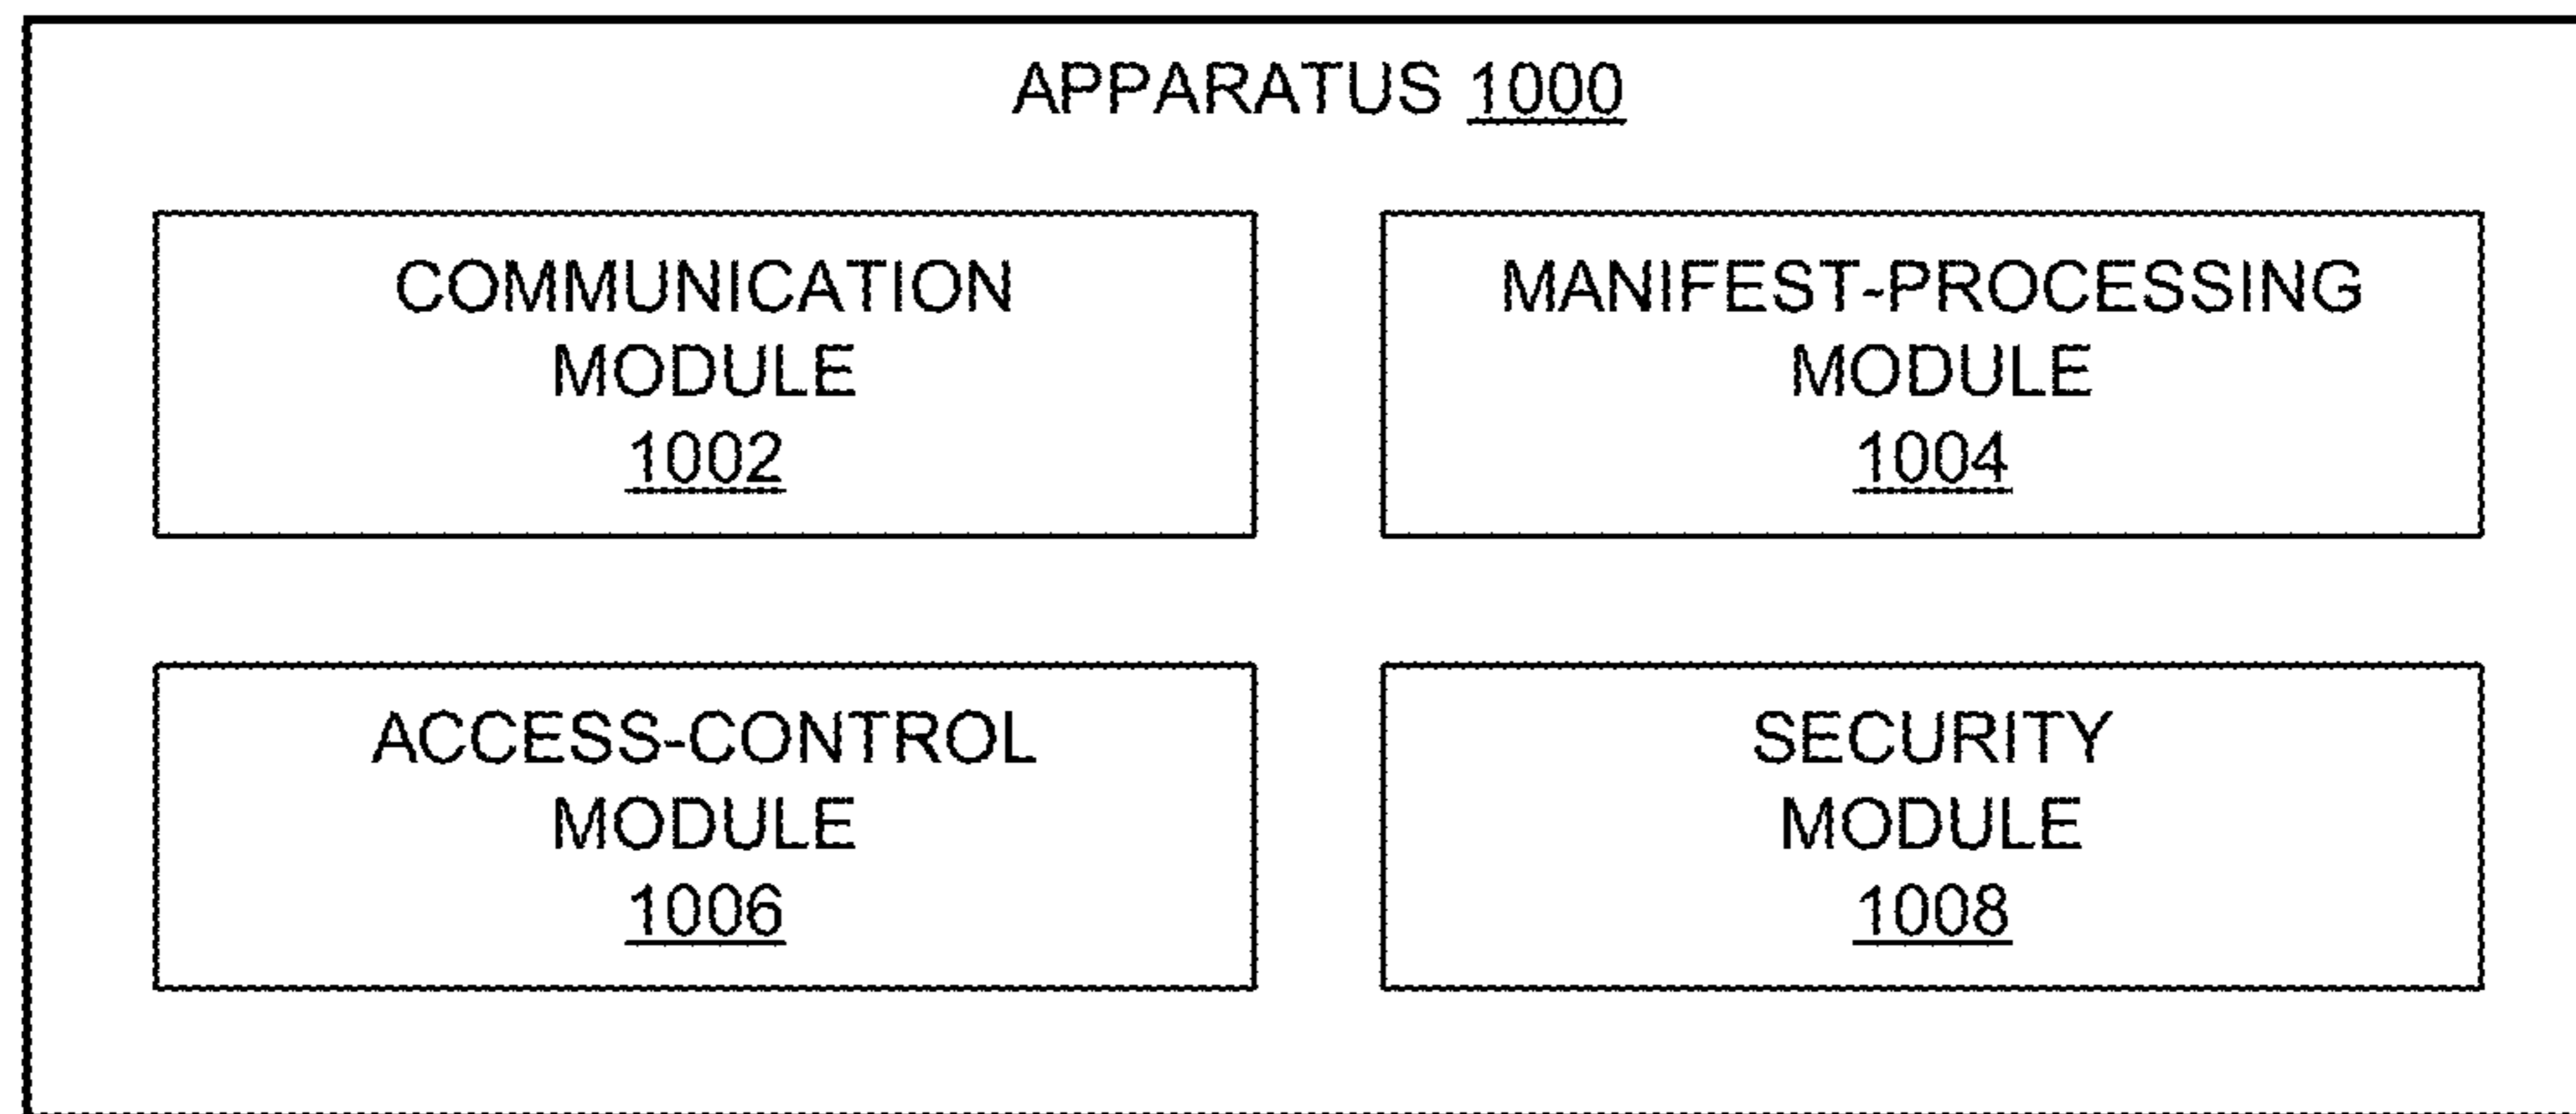 APPARATUS 1000
COMMUNICATION
MODULE
1002
MANIFEST-PROCESSING
MODULE
1004
ACCESS-CONTROL
MODULE
1006
SECURITY
MODULE
1008